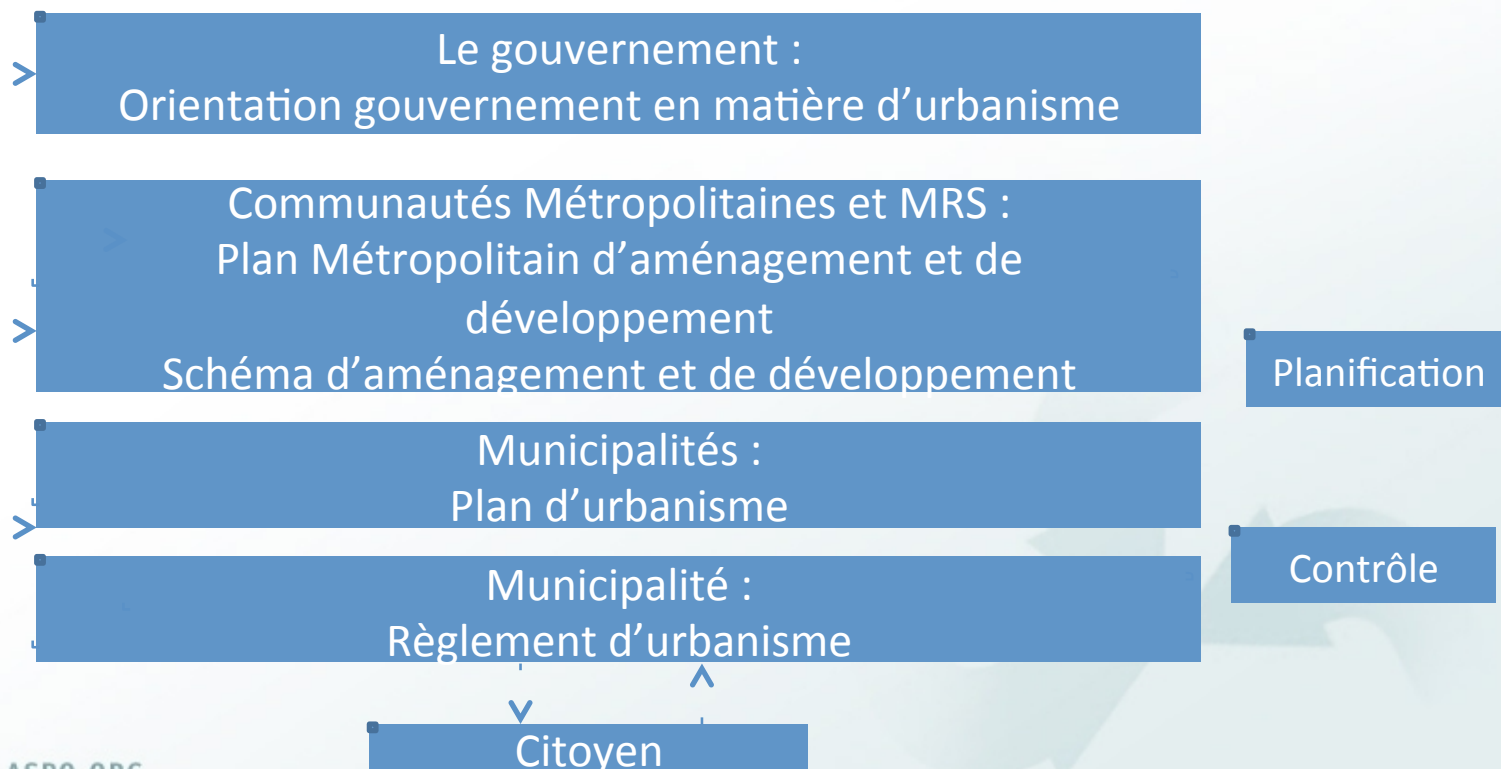 Le gouvernement :
Orientation gouvernement en matière d’urbanisme
Communautés Métropolitaines et MRS :
Plan Métropolitain d’aménagement et de
développement
Schéma d’aménagement et de développement
Planification
Municipalités :
Plan d’urbanisme
Contrôle
Municipalité :
Règlement d’urbanisme
Citoyen